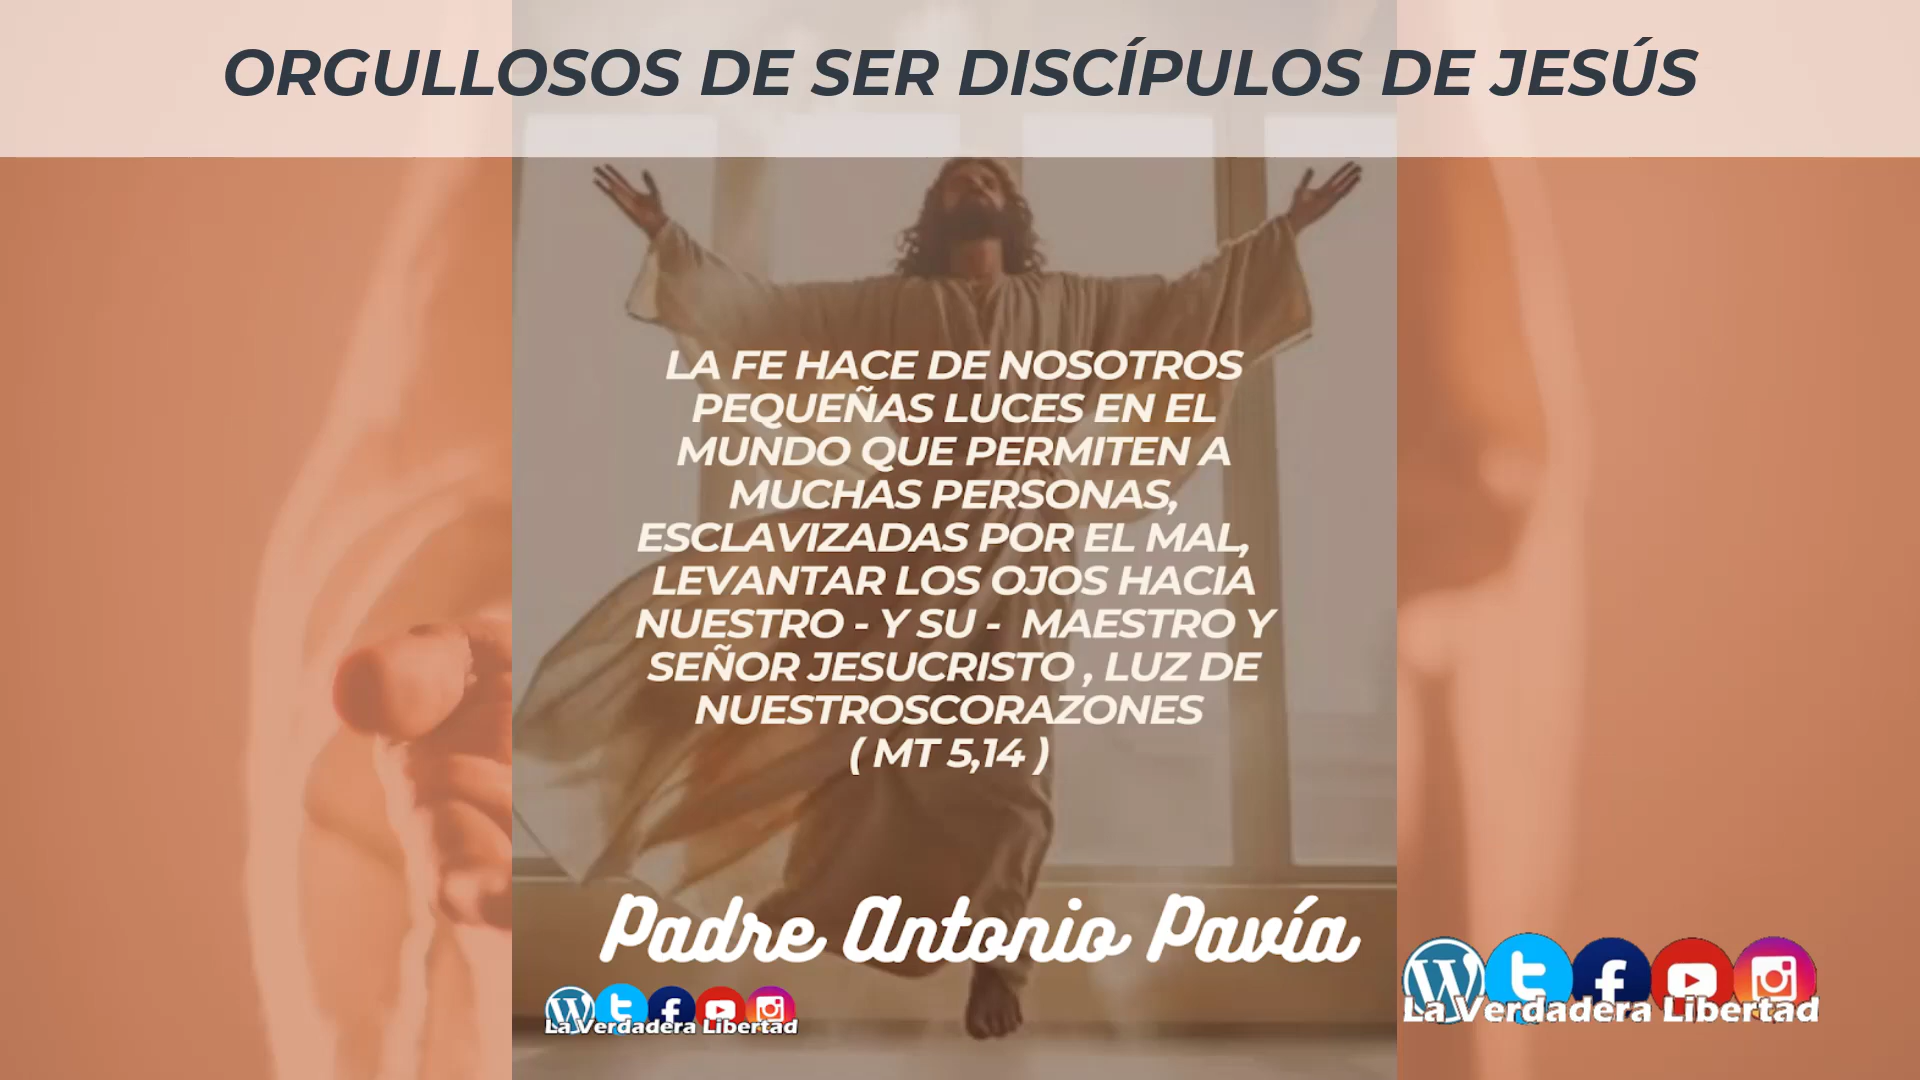 ORGULLOSOS DE SER DISCÍPULOS DE JESÚS
LA FE HACE DE NOSOTROS
PEQUEÑAS LUCES EN EL
MUNDO QUE PERMITEN A
MUCHAS PERSONAS,
ESCLAVIZADAS POR EL MAL,
LEVANTAR LOS OJOS HACIA
NUESTRO - Y SU - MAESTRO Y
SEÑOR JESUCRISTO , LUZ DE
NUESTROSCORAZONES
( MT 5,14 )
Padre Antonio Pavía
La Verdadera Libertad
La Verdadera Libertad